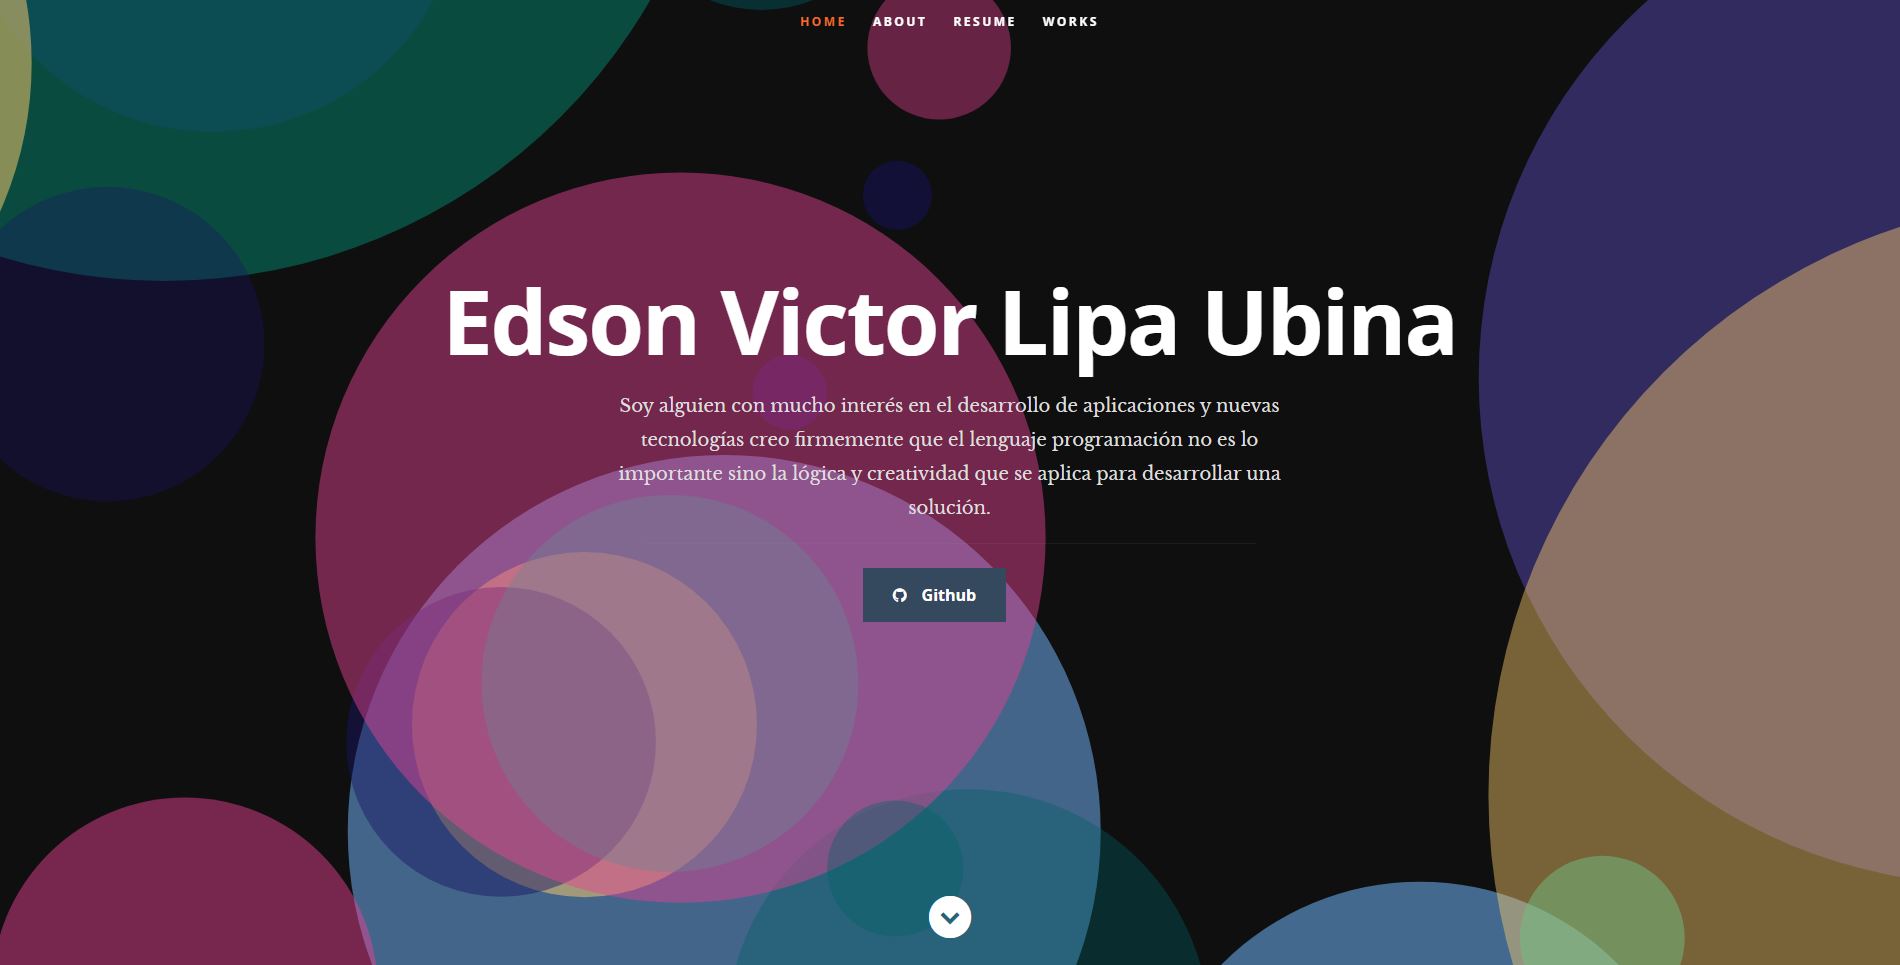 HOME ABOUT RESUME WORKS
Edson Victor Lipa Ubina
Soy alguien con mucho interés en el desarrollo de aplicaciones y nuevas
tecnologías creo firmemente que el lenguaje programación no es lo
importante sino la lógica y creatividad que se aplica para desarrollar una
solución.
Github